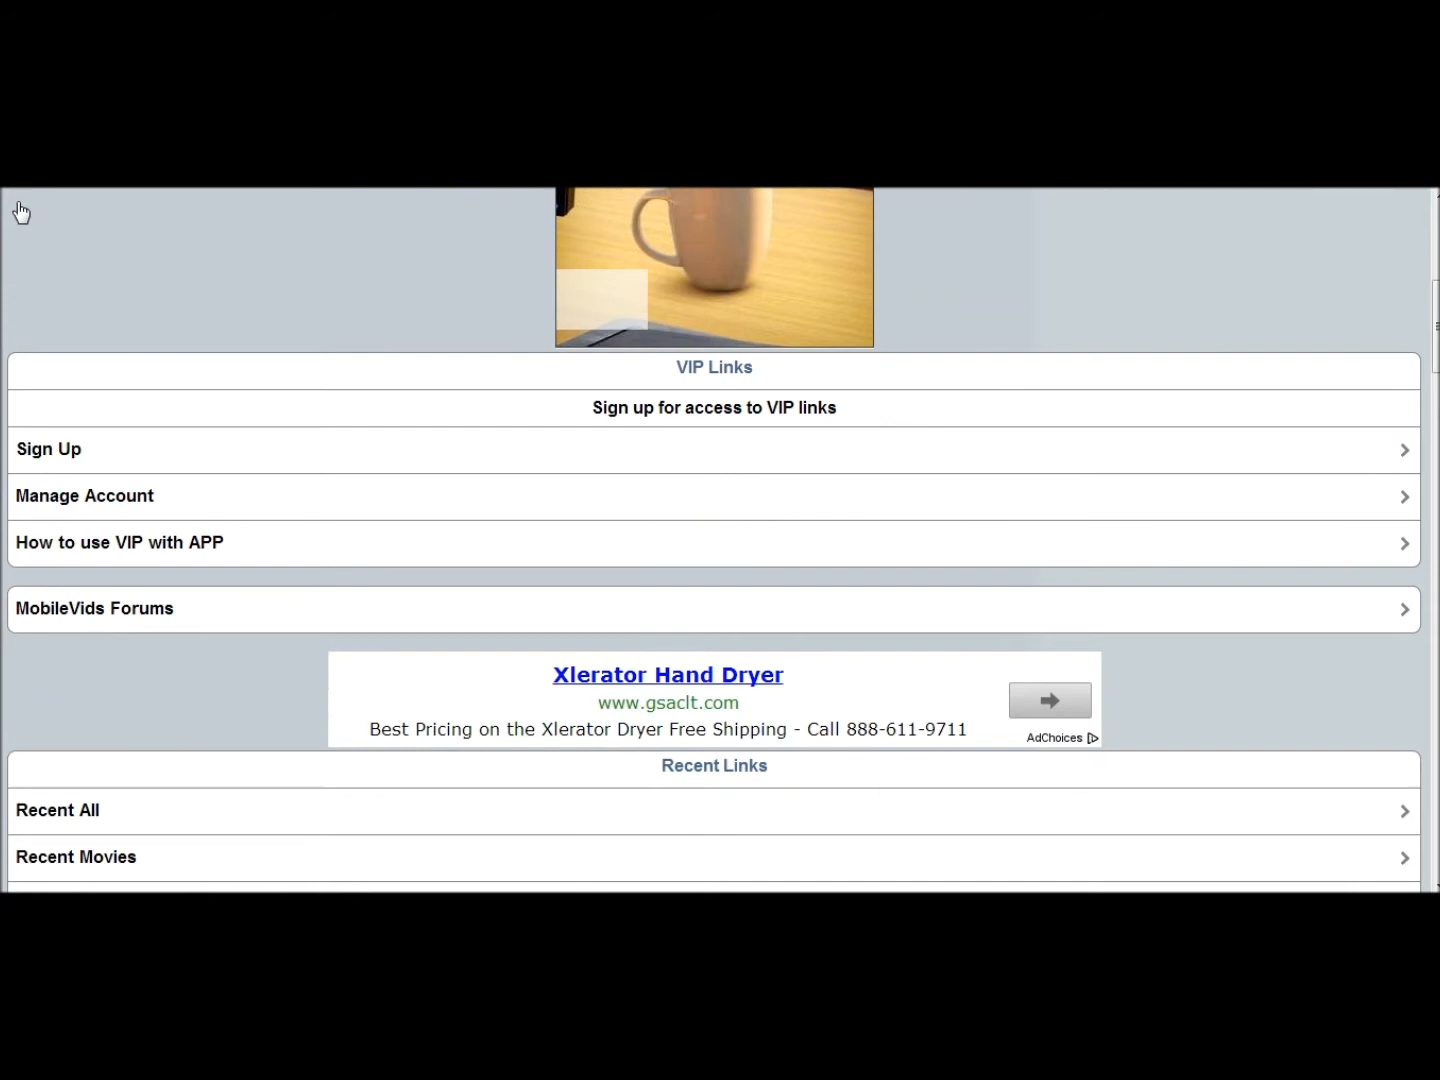 VIP Links
Sign up for access to VIP links
Sign Up
Manage Account
How to use VIP with APP
MobileVids Forums
Xlerator Hand Dryer
www.gsaclt.com
Best Pricing on the Xlerator Dryer Free Shipping - Call 888-611-9711
AdChoices
Recent Links
Recent All
Recent Movies